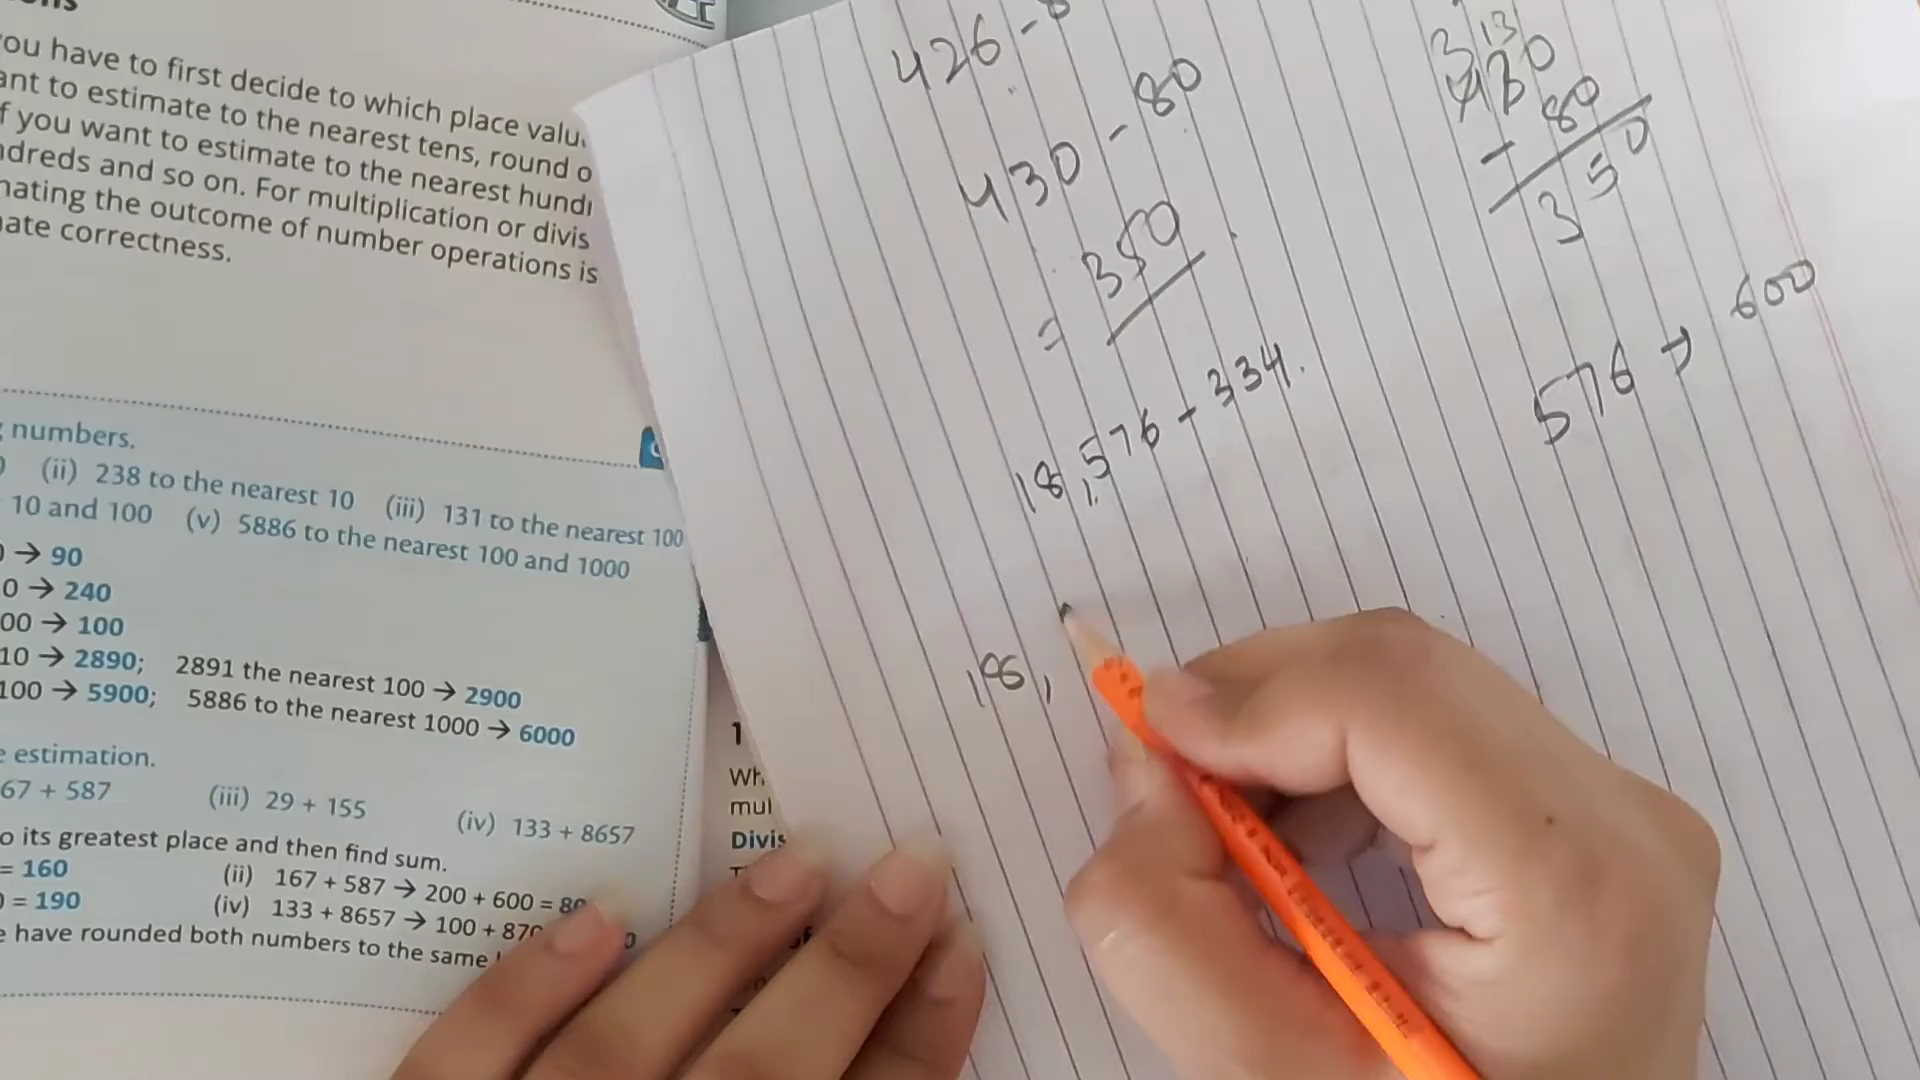 ou have to first decide to which place valu
ant to estimate to the nearest tens, round o
f you want to estimate to the nearest hund
dreds and so on. For multiplication or divis
nating the outcome of number operations is
ate correctness.
numbers.
(ii) 238 to the nearest 10 (iii) 131 to the nearest 100
10 and 100 (v) 5886 to the nearest 100 and 1000
→ 90
0 → 240
00 → 100
10 → 2890; 2891 the nearest 100 → 2900
100 → 5900; 5886 to the nearest 1000 → 6000
e estimation.
67 + 587 (iii) 29 + 155 (iv) 133 + 8657
o its greatest place and then find sum.
= 160 (ii) 167 + 587 → 200 + 600 = 80
) = 190 (iv) 133 + 8657 → 100 + 870
e have rounded both numbers to the same
1
Wh
mul
Divis
426 -
430 - 80
= 350
18,576 - 334.
18,
3 13
430
- 80
350
576 → 600